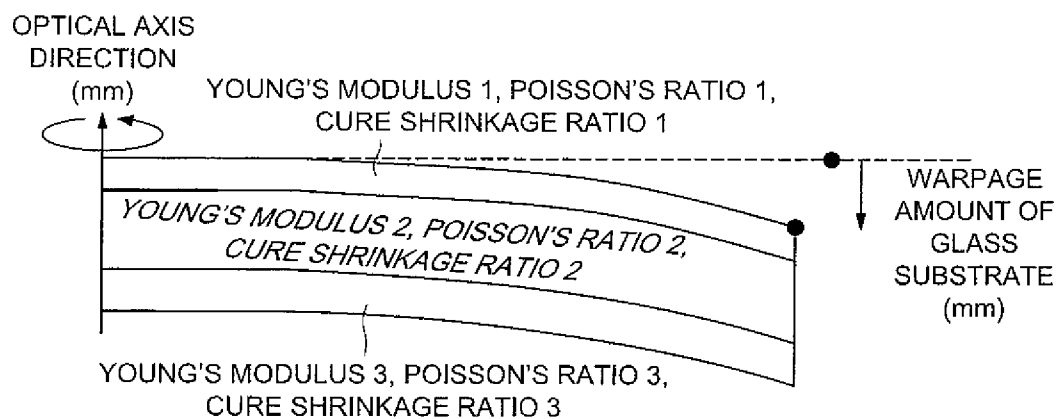 OPTICAL AXIS
DIRECTION
(mm)
YOUNG'S MODULUS 1, POISSON'S RATIO 1,
CURE SHRINKAGE RATIO 1
YOUNG'S MODULUS 2, POISSON'S RATIO 2,
CURE SHRINKAGE RATIO 2
WARPAGE
AMOUNT OF
GLASS
SUBSTRATE
(mm)
YOUNG'S MODULUS 3, POISSON'S RATIO 3,
CURE SHRINKAGE RATIO 3